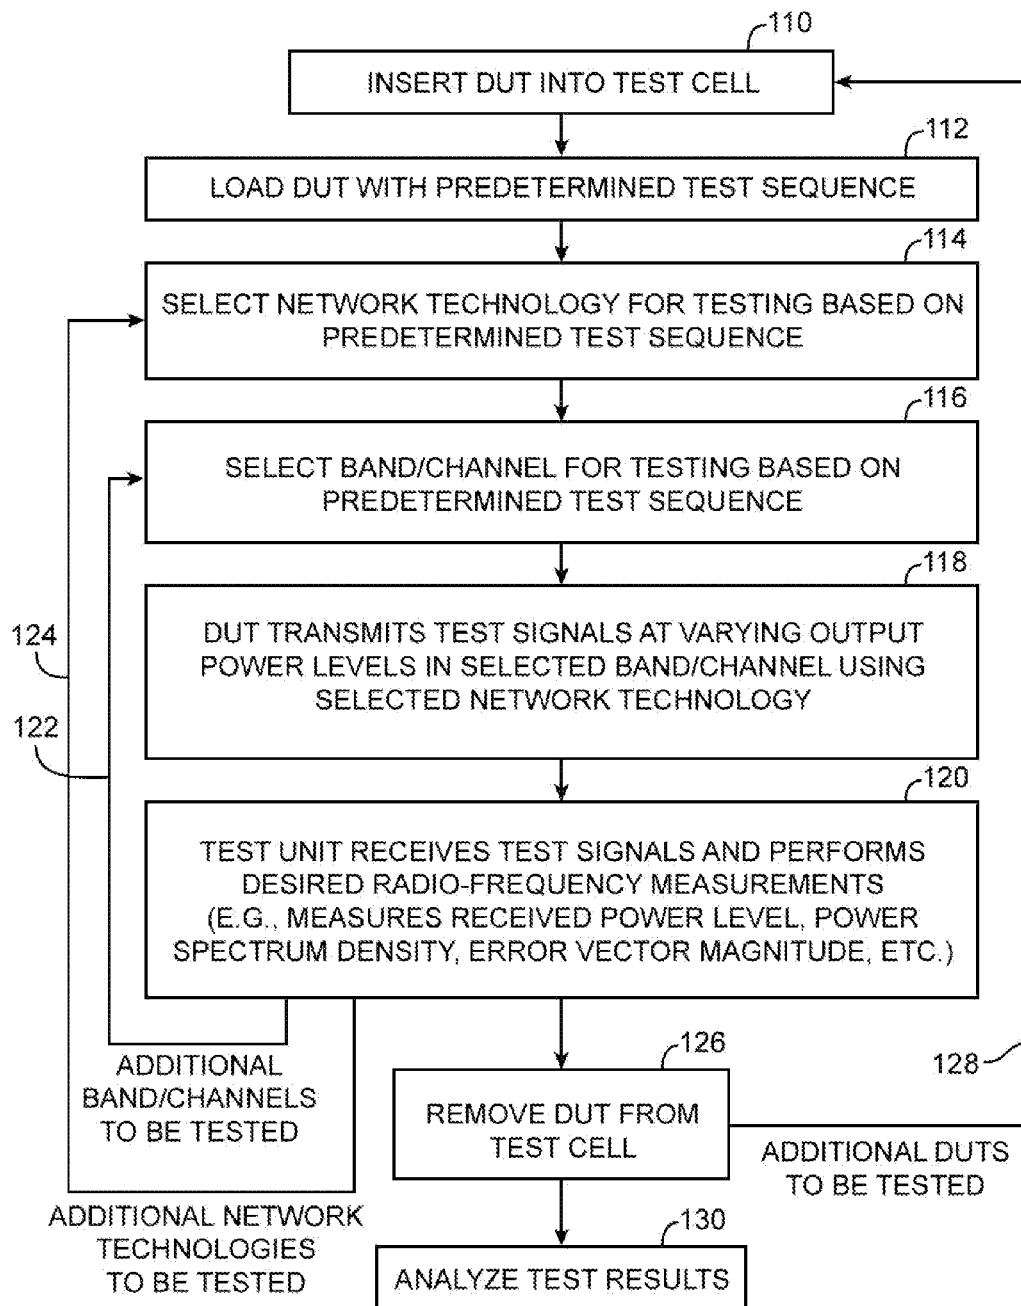 110
INSERT DUT INTO TEST CELL
112
LOAD DUT WITH PREDETERMINED TEST SEQUENCE
114
SELECT NETWORK TECHNOLOGY FOR TESTING BASED ON
PREDETERMINED TEST SEQUENCE
116
SELECT BAND/CHANNEL FOR TESTING BASED ON
PREDETERMINED TEST SEQUENCE
118
DUT TRANSMITS TEST SIGNALS AT VARYING OUTPUT
POWER LEVELS IN SELECTED BAND/CHANNEL USING
SELECTED NETWORK TECHNOLOGY
124
122
120
TEST UNIT RECEIVES TEST SIGNALS AND PERFORMS
DESIRED RADIO-FREQUENCY MEASUREMENTS
(E.G., MEASURES RECEIVED POWER LEVEL, POWER
SPECTRUM DENSITY, ERROR VECTOR MAGNITUDE, ETC.)
ADDITIONAL
BAND/CHANNELS
TO BE TESTED
126
128
REMOVE DUT FROM
TEST CELL
ADDITIONAL DUTS
TO BE TESTED
ADDITIONAL NETWORK
TECHNOLOGIES
TO BE TESTED
130
ANALYZE TEST RESULTS